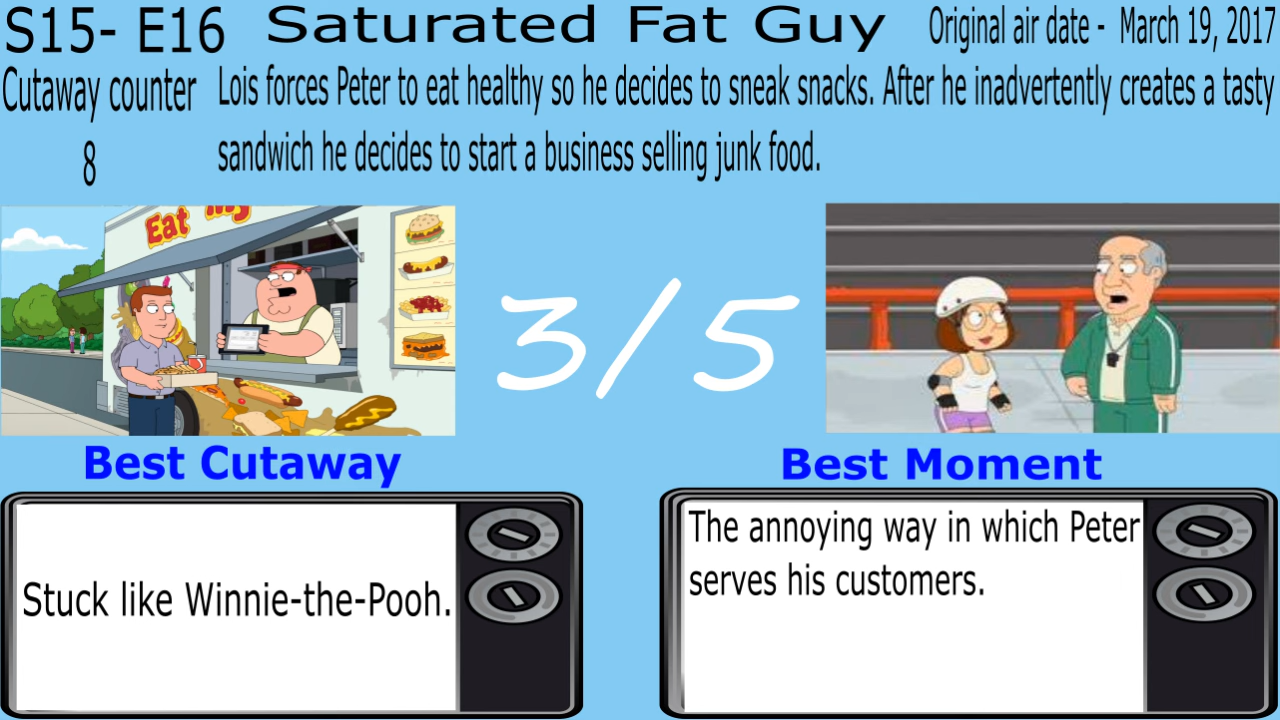 S15- E16 Saturated Fat Guy Original air date - March 19, 2017
Cutaway counter
8
Lois forces Peter to eat healthy so he decides to sneak snacks. After he inadvertently creates a tasty
sandwich he decides to start a business selling junk food.
Eat My
3/5
Best Cutaway
Best Moment
Stuck like Winnie-the-Pooh.
The annoying way in which Peter
serves his customers.